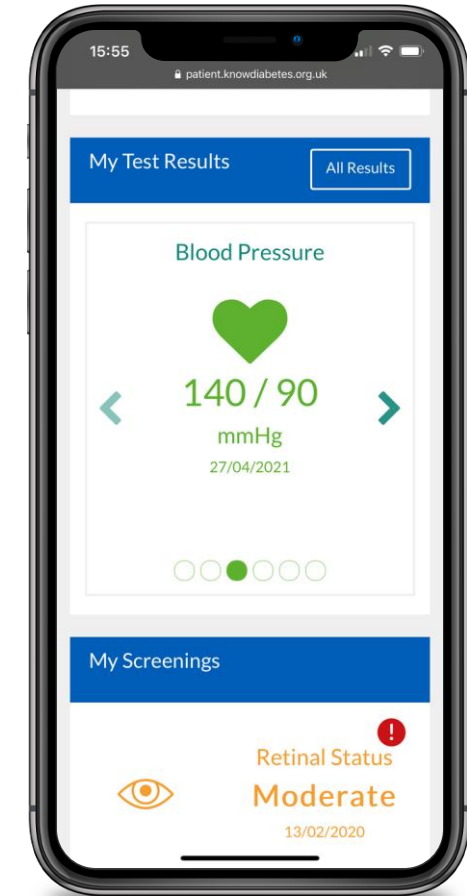 15:55
patient.knowdiabetes.org.uk
My Test Results
All Results
Blood Pressure
140 / 90
mmHg
27/04/2021
My Screenings
!
Retinal Status
Moderate
13/02/2020